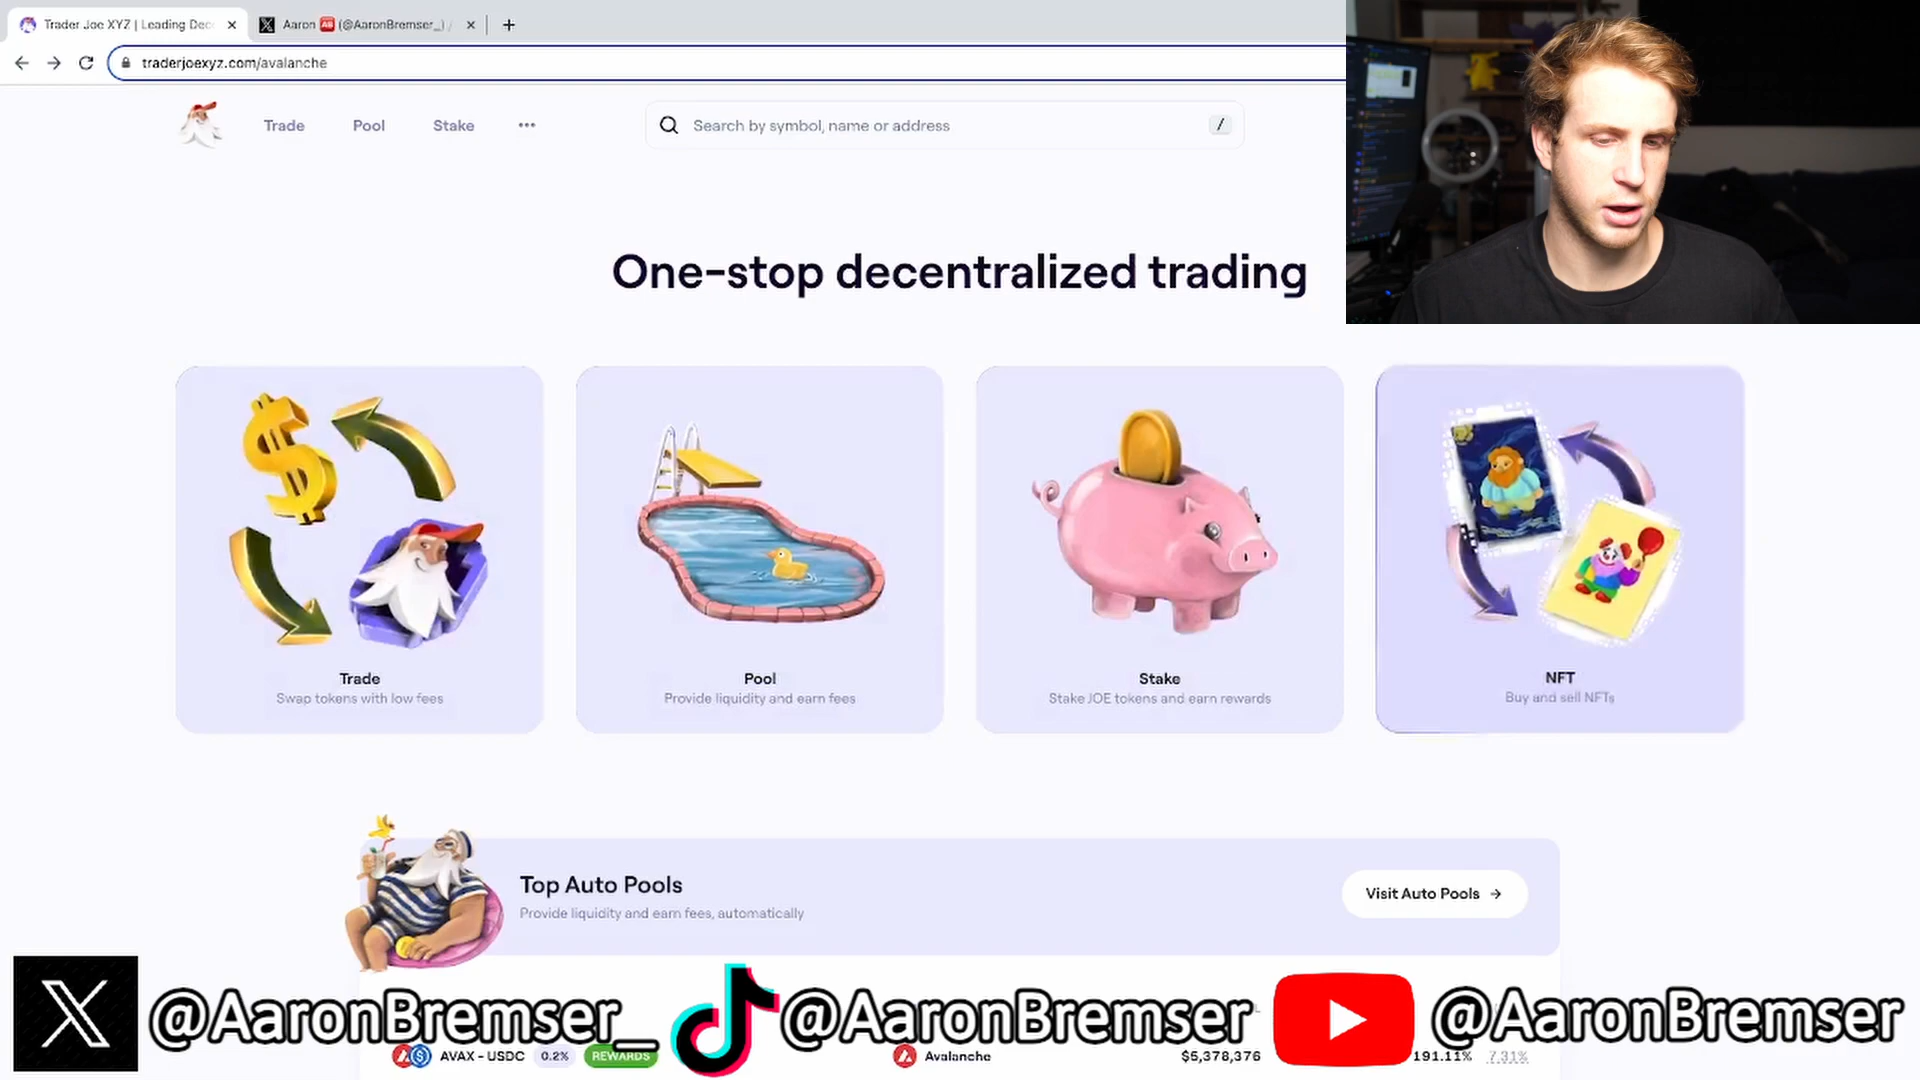 Trader Joe XYZ | Leading Dec
Aaron AB (@AaronBremser_) /
traderjoexyz.com/avalanche
Trade
Pool
Stake
Search by symbol, name or address
/
One-stop decentralized trading
Trade
Swap tokens with low fees
Pool
Provide liquidity and earn fees
Stake
Stake JOE tokens and earn rewards
NFT
Buy and sell NFTs
Top Auto Pools
Provide liquidity and earn fees, automatically
Visit Auto Pools →
@AaronBremser_
@AaronBremser
@AaronBremser
AVAX - USDC 0.2% REWARDS Avalanche $5,378,376 191.11% 7.31%